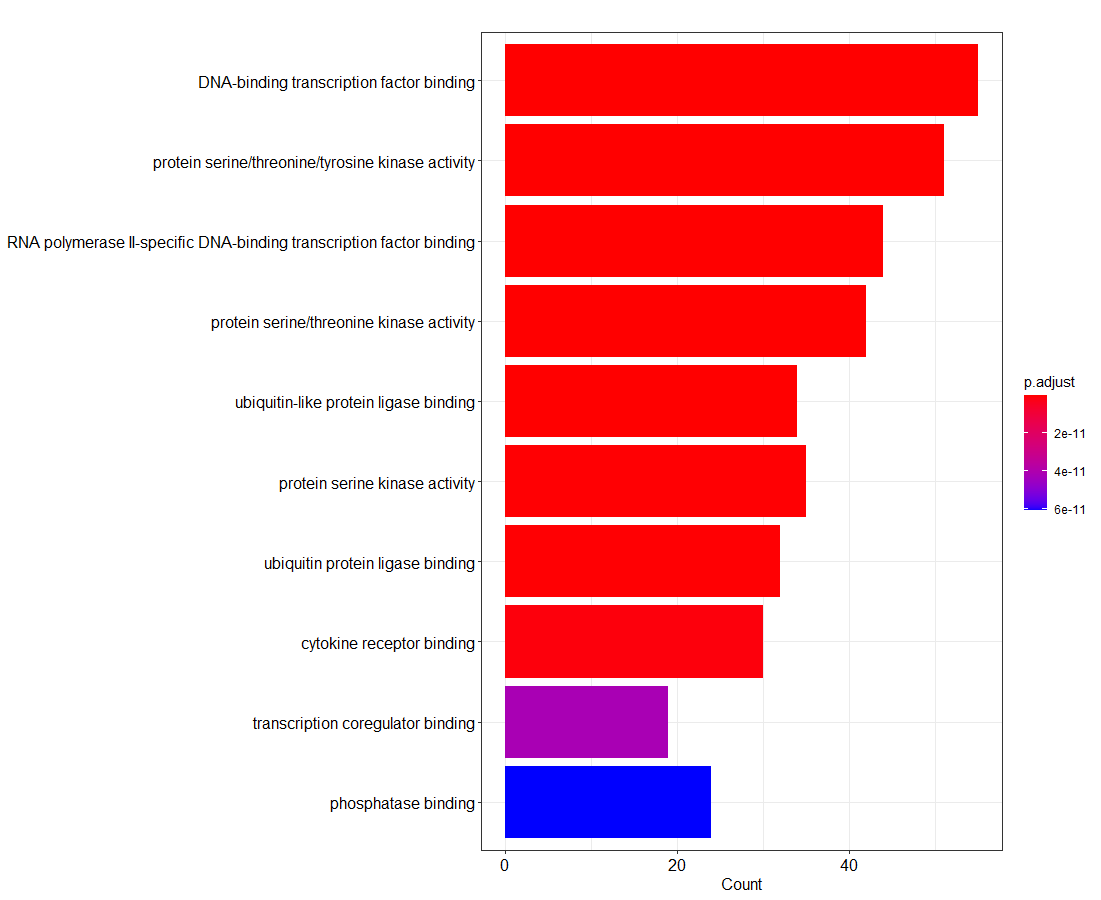 DNA-binding transcription factor binding
protein serine/threonine/tyrosine kinase activity
RNA polymerase II-specific DNA-binding transcription factor binding
protein serine/threonine kinase activity
ubiquitin-like protein ligase binding
protein serine kinase activity
ubiquitin protein ligase binding
cytokine receptor binding
transcription coregulator binding
phosphatase binding
0 20 40
Count
p.adjust
2e-11
4e-11
6e-11